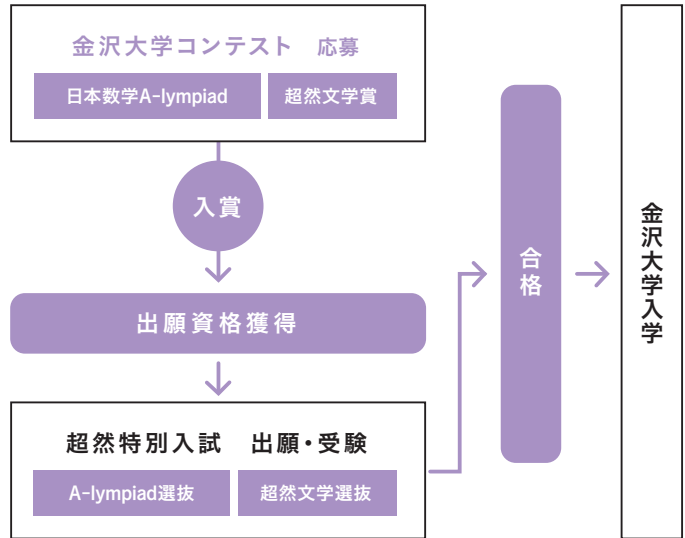 金沢大学コンテスト 応募
日本数学A-lympiad
超然文学賞
入賞
出願資格獲得
超然特別入試 出願・受験
A-lympiad選抜
超然文学選抜
合格
金沢大学入学